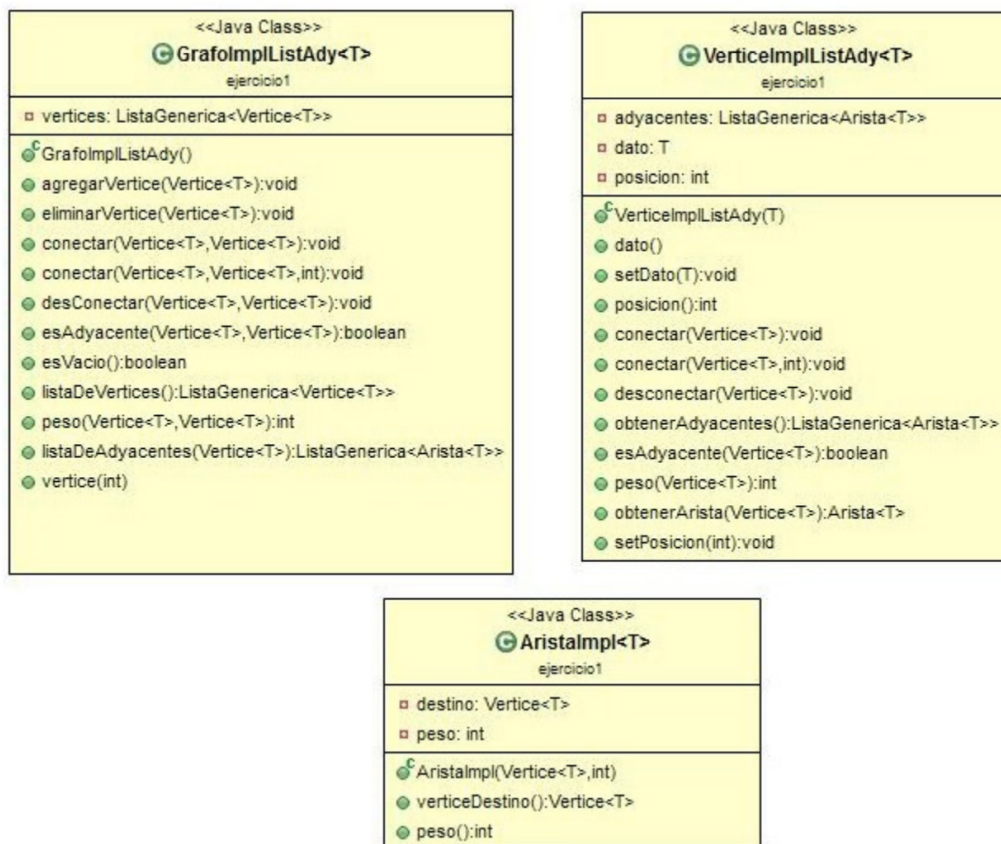 <<Java Class>>
GrafoImplListAdy<T>
ejercicio1
vertices: ListaGenerica<Vertice<T>>
GrafoImplListAdy()
agregarVertice(Vertice<T>):void
eliminarVertice(Vertice<T>):void
conectar(Vertice<T>,Vertice<T>):void
conectar(Vertice<T>,Vertice<T>,int):void
desConectar(Vertice<T>,Vertice<T>):void
esAdyacente(Vertice<T>,Vertice<T>):boolean
esVacio():boolean
listaDeVertices():ListaGenerica<Vertice<T>>
peso(Vertice<T>,Vertice<T>):int
listaDeAdyacentes(Vertice<T>):ListaGenerica<Arista<T>>
vertice(int)
<<Java Class>>
VerticeImplListAdy<T>
ejercicio1
adyacentes: ListaGenerica<Arista<T>>
dato: T
posicion: int
VerticeImplListAdy(T)
dato()
setDato(T):void
posicion():int
conectar(Vertice<T>):void
conectar(Vertice<T>,int):void
desconectar(Vertice<T>):void
obtenerAdyacentes():ListaGenerica<Arista<T>>
esAdyacente(Vertice<T>):boolean
peso(Vertice<T>):int
obtenerArista(Vertice<T>):Arista<T>
setPosicion(int):void
<<Java Class>>
AristaImpl<T>
ejercicio1
destino: Vertice<T>
peso: int
AristaImpl(Vertice<T>,int)
verticeDestino():Vertice<T>
peso():int